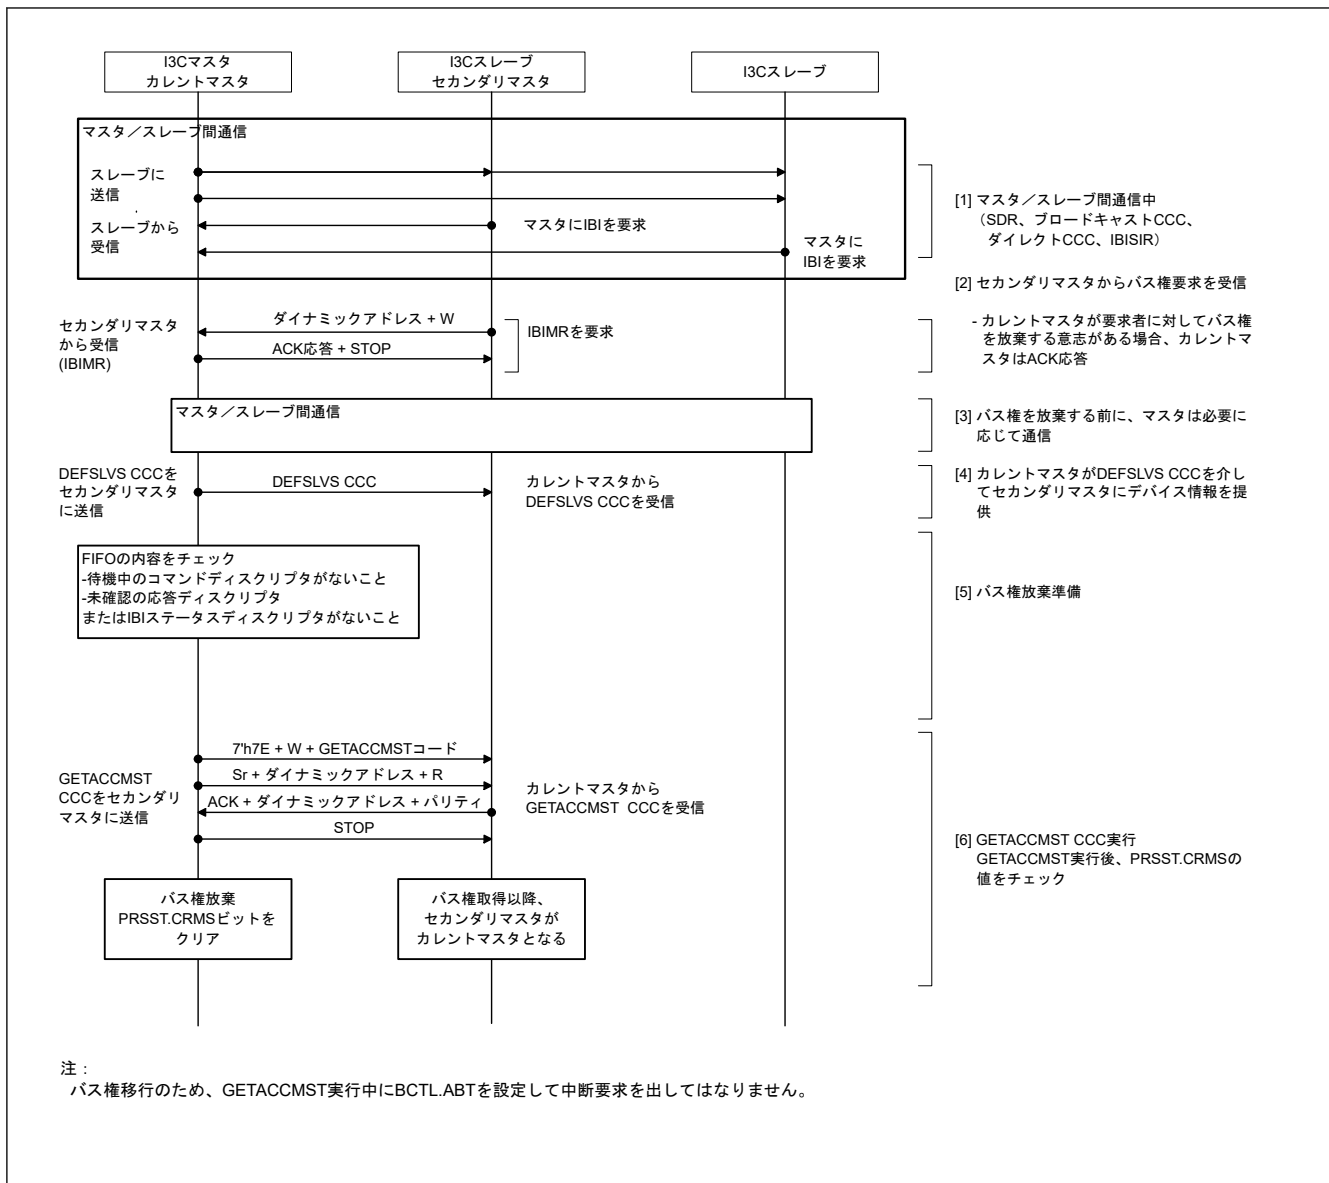 I3Cマスタ
カレントマスタ
I3Cスレーブ
セカンダリマスタ
I3Cスレーブ
マスタ／スレーブ間通信
スレーブに
送信
スレーブから
受信
マスタにIBIを要求
マスタに
IBIを要求
[1] マスタ／スレーブ間通信中
（SDR、ブロードキャストCCC、
ダイレクトCCC、IBISIR）
[2] セカンダリマスタからバス権要求を受信
- カレントマスタが要求者に対してバス権
を放棄する意志がある場合、カレントマ
スタはACK応答
セカンダリマスタ
から受信
(IBIMR)
ダイナミックアドレス + W
ACK応答 + STOP
IBIMRを要求
マスタ／スレーブ間通信
[3] バス権を放棄する前に、マスタは必要に
応じて通信
DEFSLVS CCCを
セカンダリマスタ
に送信
DEFSLVS CCC
カレントマスタから
DEFSLVS CCCを受信
[4] カレントマスタがDEFSLVS CCCを介し
てセカンダリマスタにデバイス情報を提
供
FIFOの内容をチェック
-待機中のコマンドディスクリプタがないこと
-未確認の応答ディスクリプタ
またはIBIステータスディスクリプタがないこと
[5] バス権放棄準備
GETACCMST
CCCをセカンダリ
マスタに送信
7'h7E + W + GETACCMSTコード
Sr + ダイナミックアドレス + R
ACK + ダイナミックアドレス + パリティ
STOP
カレントマスタから
GETACCMST CCCを受信
[6] GETACCMST CCC実行
GETACCMST実行後、PRSST.CRMSの
値をチェック
バス権放棄
PRSST.CRMSビットを
クリア
バス権取得以降、
セカンダリマスタが
カレントマスタとなる
注：
バス権移行のため、GETACCMST実行中にBCTL.ABTを設定して中断要求を出してはなりません。